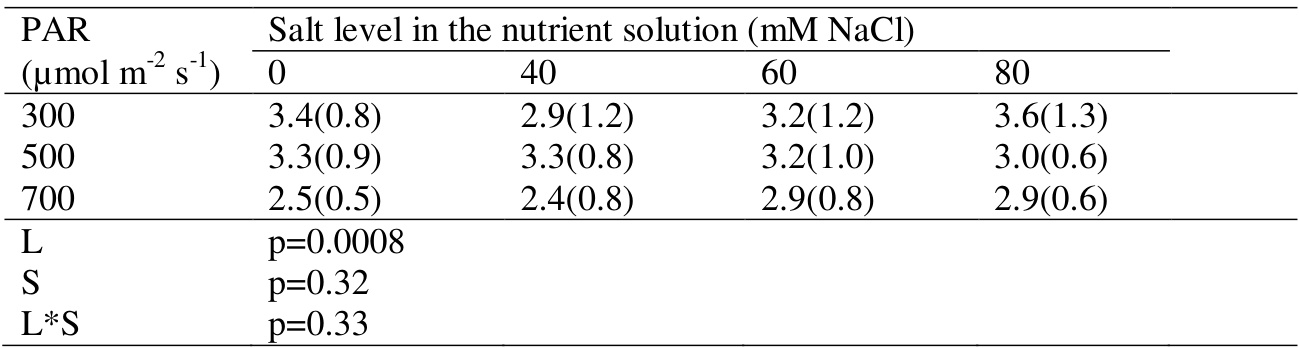 PAR Salt level in the nutrient solution (mM NaCl)
(µmol m⁻² s⁻¹) 0 40 60 80
300 3.4(0.8) 2.9(1.2) 3.2(1.2) 3.6(1.3)
500 3.3(0.9) 3.3(0.8) 3.2(1.0) 3.0(0.6)
700 2.5(0.5) 2.4(0.8) 2.9(0.8) 2.9(0.6)
L p=0.0008
S p=0.32
L*S p=0.33